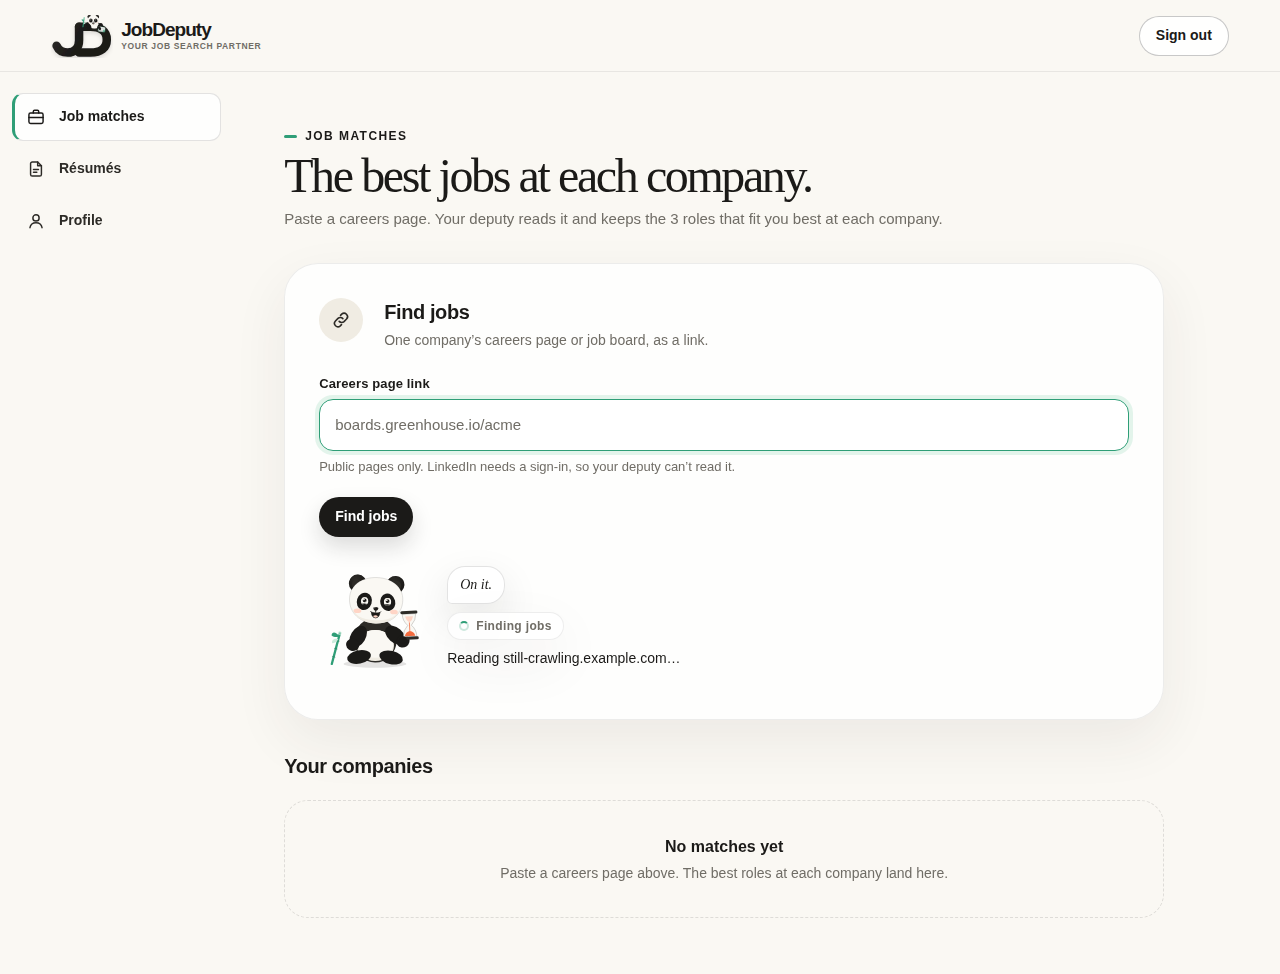 JobDeputy
YOUR JOB SEARCH PARTNER
Sign out
Job matches
Résumés
Profile
JOB MATCHES
The best jobs at each company.
Paste a careers page. Your deputy reads it and keeps the 3 roles that fit you best at each company.
Find jobs
One company’s careers page or job board, as a link.
Careers page link
boards.greenhouse.io/acme
Public pages only. LinkedIn needs a sign-in, so your deputy can’t read it.
Find jobs
On it.
Finding jobs
Reading still-crawling.example.com…
Your companies
No matches yet
Paste a careers page above. The best roles at each company land here.